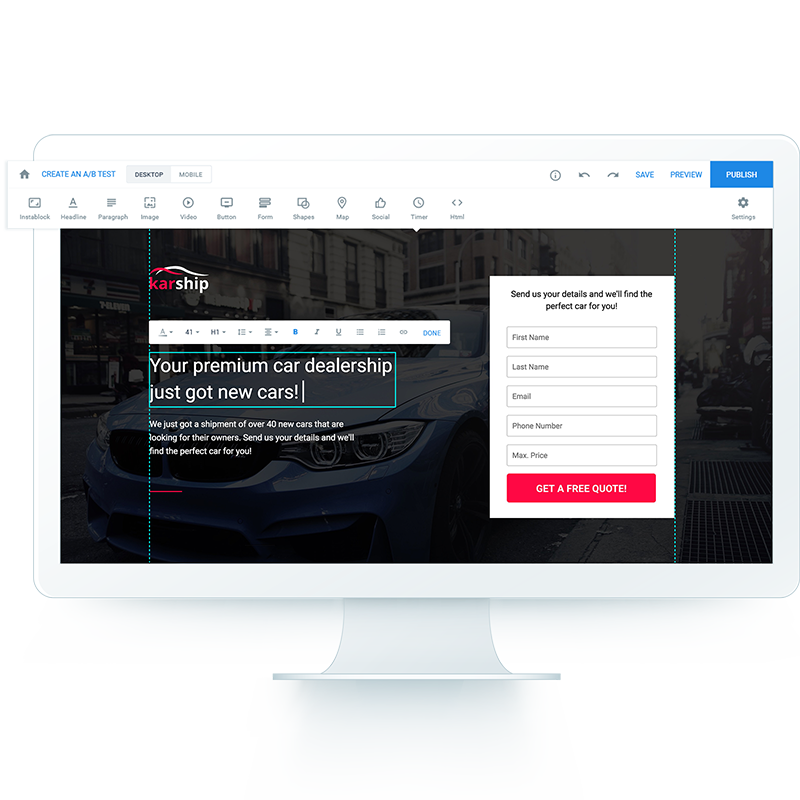 CREATE AN A/B TEST DESKTOP MOBILE SAVE PREVIEW PUBLISH
Instablock Headline Paragraph Image Video Button Form Shapes Map Social Timer Html Settings
karship
41 H1 B I U DONE
Your premium car dealership
just got new cars!
We just got a shipment of over 40 new cars that are
looking for their owners. Send us your details and we'll
find the perfect car for you!
Send us your details and we'll find the
perfect car for you!
First Name
Last Name
Email
Phone Number
Max. Price
GET A FREE QUOTE!